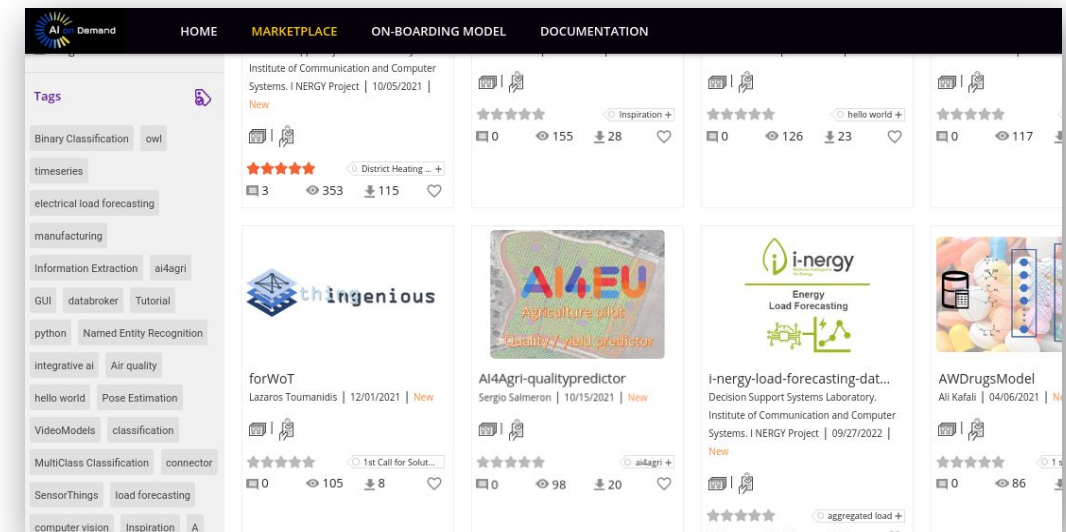 AI on Demand
HOME
MARKETPLACE
ON-BOARDING MODEL
DOCUMENTATION
Tags
Binary Classification
owl
timeseries
electrical load forecasting
manufacturing
Information Extraction
ai4agri
GUI
databroker
Tutorial
python
Named Entity Recognition
integrative ai
Air quality
hello world
Pose Estimation
VideoModels
classification
MultiClass Classification
connector
SensorThings
load forecasting
computer vision
Inspiration
A
Institute of Communication and Computer
Systems. I NERGY Project | 10/05/2021 |
New
District Heating ... +
3
353
115
Inspiration +
0
155
28
hello world +
0
126
23
0
117
thingenious
forWoT
Lazaros Toumanidis | 12/01/2021 | New
1st Call for Solut...
0
105
8
AI4EU
Agriculture pilot
Quality / yield predictor
AI4Agri-qualitypredictor
Sergio Salmeron | 10/15/2021 | New
ai4agri +
0
98
20
i-nergy
Energy
Load Forecasting
i-nergy-load-forecasting-dat...
Decision Support Systems Laboratory.
Institute of Communication and Computer
Systems. I NERGY Project | 09/27/2022 |
New
aggregated load +
AWDrugsModel
Ali Kafali | 04/06/2021 |
0
86